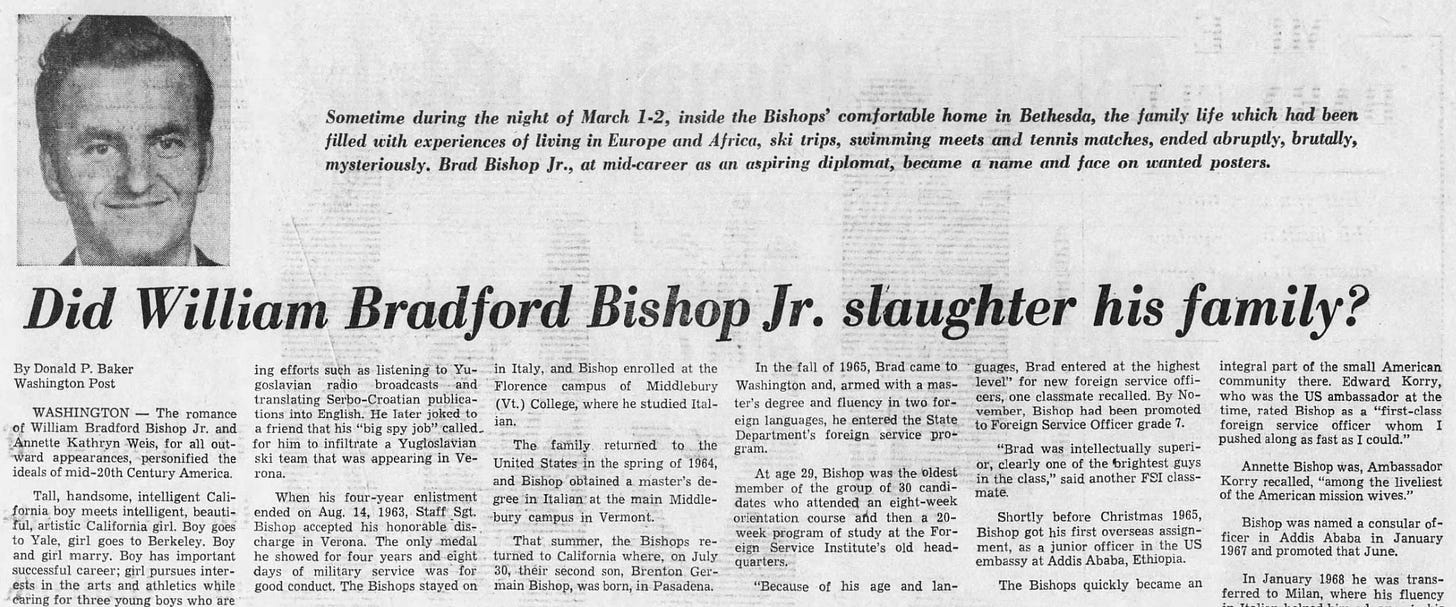 Sometime during the night of March 1-2, inside the Bishops' comfortable home in Bethesda, the family life which had been
filled with experiences of living in Europe and Africa, ski trips, swimming meets and tennis matches, ended abruptly, brutally,
mysteriously. Brad Bishop Jr., at mid-career as an aspiring diplomat, became a name and face on wanted posters.
Did William Bradford Bishop Jr. slaughter his family?
By Donald P. Baker
Washington Post
WASHINGTON — The romance
of William Bradford Bishop Jr. and
Annette Kathryn Weis, for all out-
ward appearances, personified the
ideals of mid-20th Century America.
Tall, handsome, intelligent Cali-
fornia boy meets intelligent, beauti-
ful, artistic California girl. Boy goes
to Yale, girl goes to Berkeley. Boy
and girl marry. Boy has important
successful career; girl pursues inter-
ests in the arts and athletics while
caring for three young boys who are
ing efforts such as listening to Yu-
goslavian radio broadcasts and
translating Serbo-Croatian publica-
tions into English. He later joked to
a friend that his "big spy job" called
for him to infiltrate a Yugloslavian
ski team that was appearing in Ve-
rona.
When his four-year enlistment
ended on Aug. 14, 1963, Staff Sgt.
Bishop accepted his honorable dis-
charge in Verona. The only medal
he showed for four years and eight
days of military service was for
good conduct. The Bishops stayed on
in Italy, and Bishop enrolled at the
Florence campus of Middlebury
(Vt.) College, where he studied Ital-
ian.
The family returned to the
United States in the spring of 1964,
and Bishop obtained a master's de-
gree in Italian at the main Middle-
bury campus in Vermont.
That summer, the Bishops re-
turned to California where, on July
30, their second son, Brenton Ger-
main Bishop, was born, in Pasadena.
In the fall of 1965, Brad came to
Washington and, armed with a mas-
ter's degree and fluency in two for-
eign languages, he entered the State
Department's foreign service pro-
gram.
At age 29, Bishop was the oldest
member of the group of 30 candi-
dates who attended an eight-week
orientation course and then a 20-
week program of study at the For-
eign Service Institute's old head-
quarters.
"Because of his age and lan-
guages, Brad entered at the highest
level" for new foreign service offi-
cers, one classmate recalled. By No-
vember, Bishop had been promoted
to Foreign Service Officer grade 7.
"Brad was intellectually superi-
or, clearly one of the brightest guys
in the class," said another FSI class-
mate.
Shortly before Christmas 1965,
Bishop got his first overseas assign-
ment, as a junior officer in the US
embassy at Addis Ababa, Ethiopia.
The Bishops quickly became an
integral part of the small American
community there. Edward Korry,
who was the US ambassador at the
time, rated Bishop as a "first-class
foreign service officer whom I
pushed along as fast as I could."
Annette Bishop was, Ambassador
Korry recalled, "among the liveliest
of the American mission wives."
Bishop was named a consular of-
ficer in Addis Ababa in January
1967 and promoted that June.
In January 1968 he was trans-
ferred to Milan, where his fluency